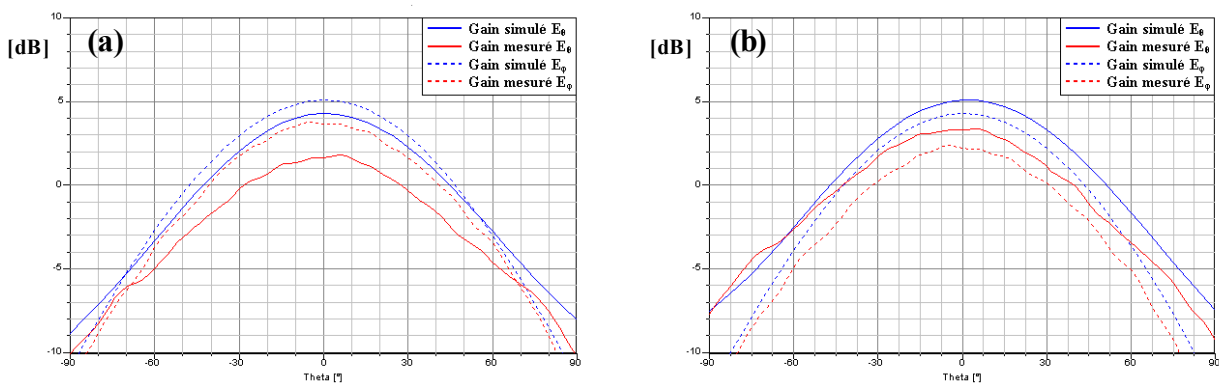 [dB]
(a)
10
5
0
-5
-10
-90
-60
-30
0
30
60
90
Theta [°]
Gain simulé Eθ
Gain mesuré Eθ
Gain simulé Eφ
Gain mesuré Eφ
[dB]
(b)
10
5
0
-5
-10
-90
-60
-30
0
30
60
90
Theta [°]
Gain simulé Eθ
Gain mesuré Eθ
Gain simulé Eφ
Gain mesuré Eφ